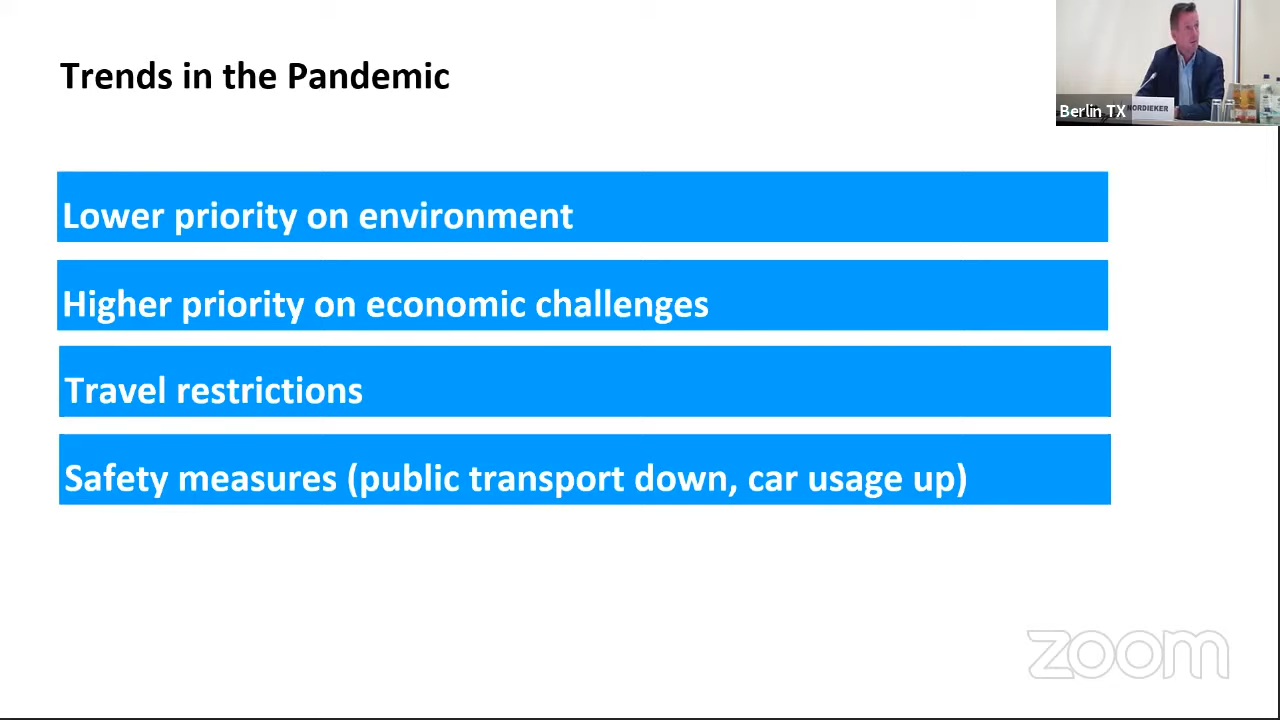 Trends in the Pandemic
Berlin TX
NORDIEKER
Lower priority on environment
Higher priority on economic challenges
Travel restrictions
Safety measures (public transport down, car usage up)
zoom